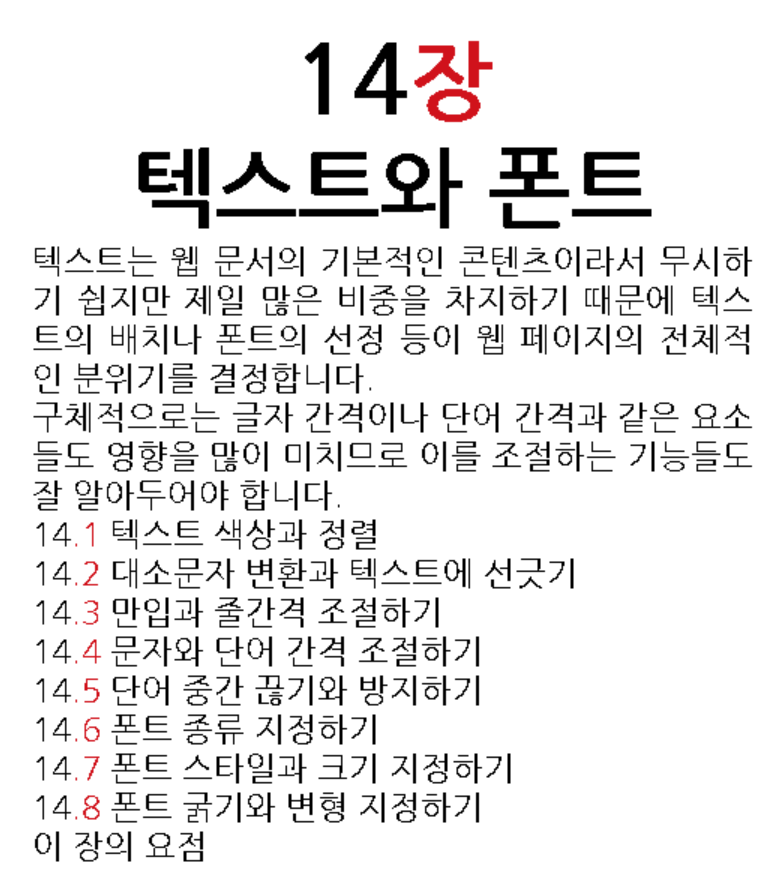 14장
텍스트와 폰트
텍스트는 웹 문서의 기본적인 콘텐츠이라서 무시하
기 쉽지만 제일 많은 비중을 차지하기 때문에 텍스
트의 배치나 폰트의 선정 등이 웹 페이지의 전체적
인 분위기를 결정합니다.
구체적으로는 글자 간격이나 단어 간격과 같은 요소
들도 영향을 많이 미치므로 이를 조절하는 기능들도
잘 알아두어야 합니다.
14.1 텍스트 색상과 정렬
14.2 대소문자 변환과 텍스트에 선긋기
14.3 만입과 줄간격 조절하기
14.4 문자와 단어 간격 조절하기
14.5 단어 중간 끊기와 방지하기
14.6 폰트 종류 지정하기
14.7 폰트 스타일과 크기 지정하기
14.8 폰트 굵기와 변형 지정하기
이 장의 요점